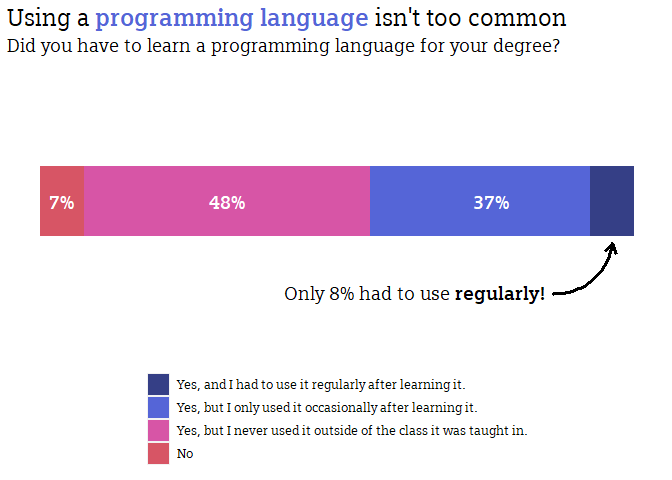 Using a programming language isn't too common
Did you have to learn a programming language for your degree?
7% 48% 37%
Only 8% had to use regularly!
Yes, and I had to use it regularly after learning it.
Yes, but I only used it occasionally after learning it.
Yes, but I never used it outside of the class it was taught in.
No